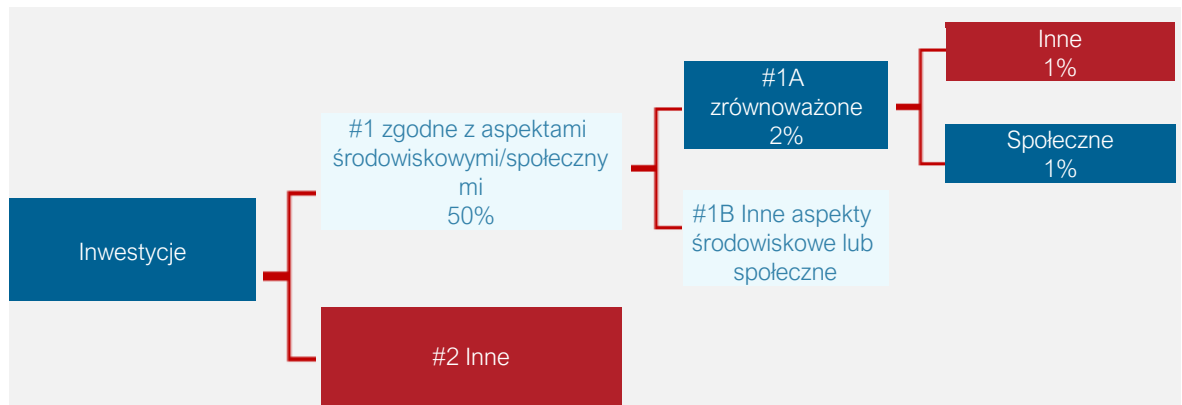 Inwestycje
#1 zgodne z aspektami
środowiskowymi/społeczny
mi
50%
#2 Inne
#1A
zrównoważone
2%
#1B Inne aspekty
środowiskowe lub
społeczne
Inne
1%
Społeczne
1%